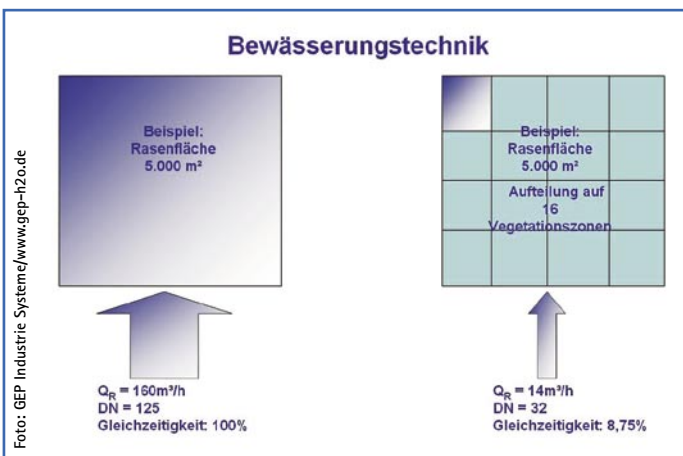 Bewässerungstechnik
Beispiel:
Rasenfläche
5.000 m²
Q_R = 160m³/h
DN = 125
Gleichzeitigkeit: 100%
Beispiel:
Rasenfläche
5.000 m²
Aufteilung auf
16
Vegetationszonen
Q_R = 14m³/h
DN = 32
Gleichzeitigkeit: 8,75%
Foto: GEP Industrie Systeme/www.gep-h2o.de